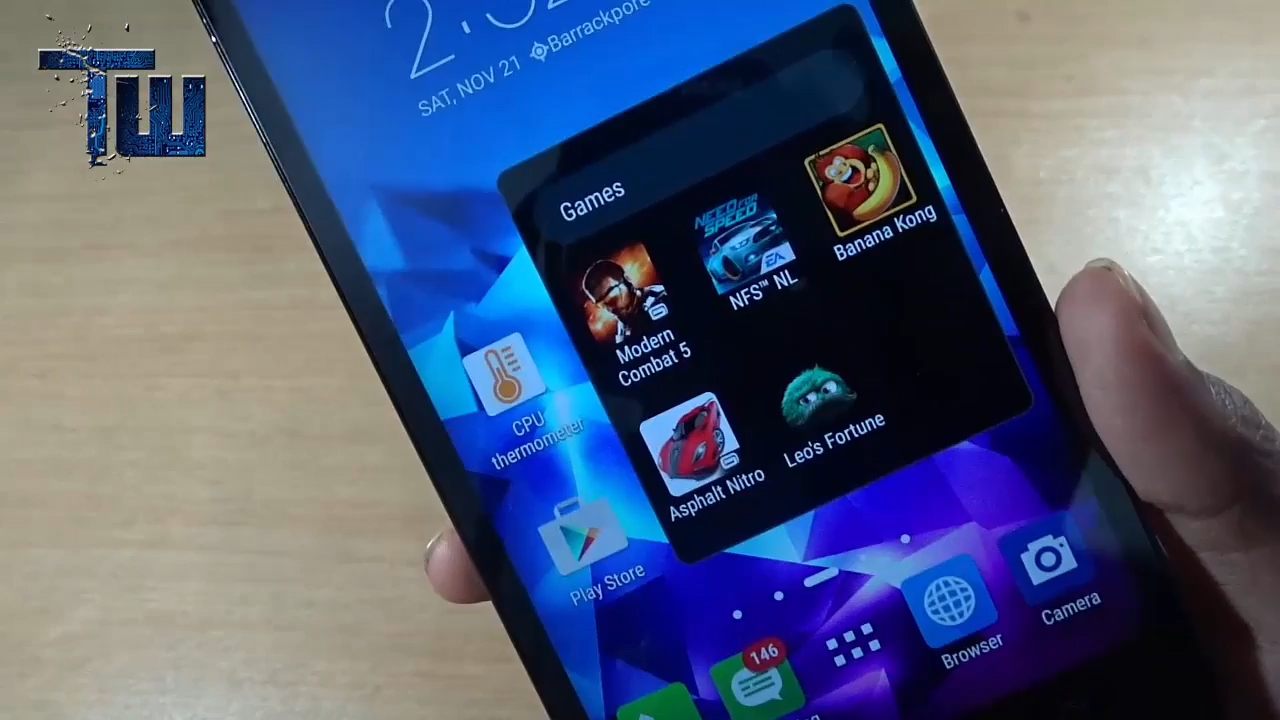 TW
SAT, NOV 21 Barrackpore
Games
NEED FOR
SPEED
EA
Banana Kong
NFS™ NL
Modern
Combat 5
CPU
thermometer
Leo's Fortune
Asphalt Nitro
Play Store
146
Browser
Camera